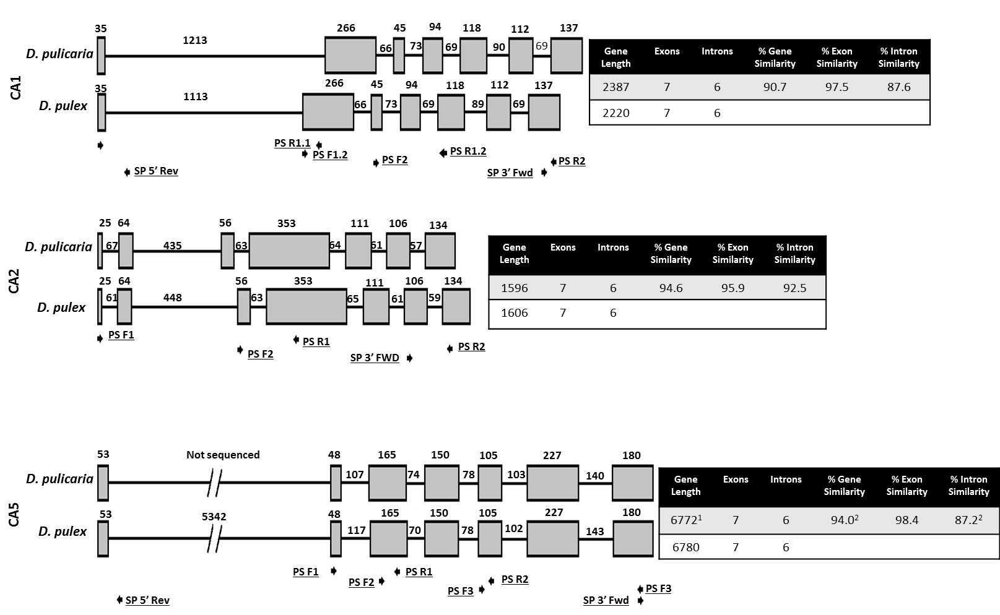 CA1
35 266 45 94 118 112 137
D. pulicaria 1213 66 73 69 90 69
35 266 45 94 118 112 137
D. pulex 1113 66 73 69 89 69
PS R1.1
PS F1.2 PS F2 PS R1.2 PS R2
SP 5’ Rev SP 3’ Fwd
Gene Length Exons Introns % Gene Similarity % Exon Similarity % Intron Similarity
2387 7 6 90.7 97.5 87.6
2220 7 6
CA2
25 64 56 353 111 106 134
D. pulicaria 67 435 63 64 61 57
25 64 56 353 111 106 134
D. pulex 61 448 63 65 61 59
PS F1 PS R1 PS R2
PS F2 SP 3’ FWD
Gene Length Exons Introns % Gene Similarity % Exon Similarity % Intron Similarity
1596 7 6 94.6 95.9 92.5
1606 7 6
CA5
53 Not sequenced 48 165 150 105 227 180
D. pulicaria 107 74 78 103 140
53 5342 48 165 150 105 227 180
D. pulex 117 70 78 102 143
PS F1 PS R1 PS R2
PS F2 PS F3 PS F3
SP 5’ Rev SP 3’ Fwd
Gene Length Exons Introns % Gene Similarity % Exon Similarity % Intron Similarity
6772¹ 7 6 94.0² 98.4 87.2²
6780 7 6